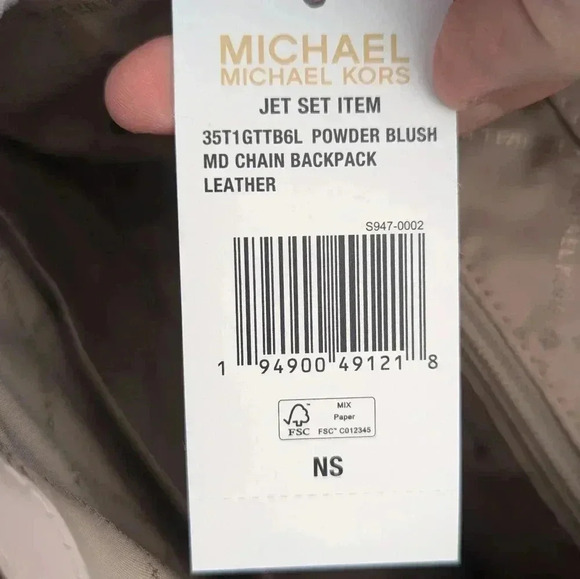 MICHAEL
MICHAEL KORS
JET SET ITEM
35T1GTTB6L POWDER BLUSH
MD CHAIN BACKPACK
LEATHER
S947-0002
1 94900 49121 8
MIX
Paper
FSC
FSC™ C012345
NS